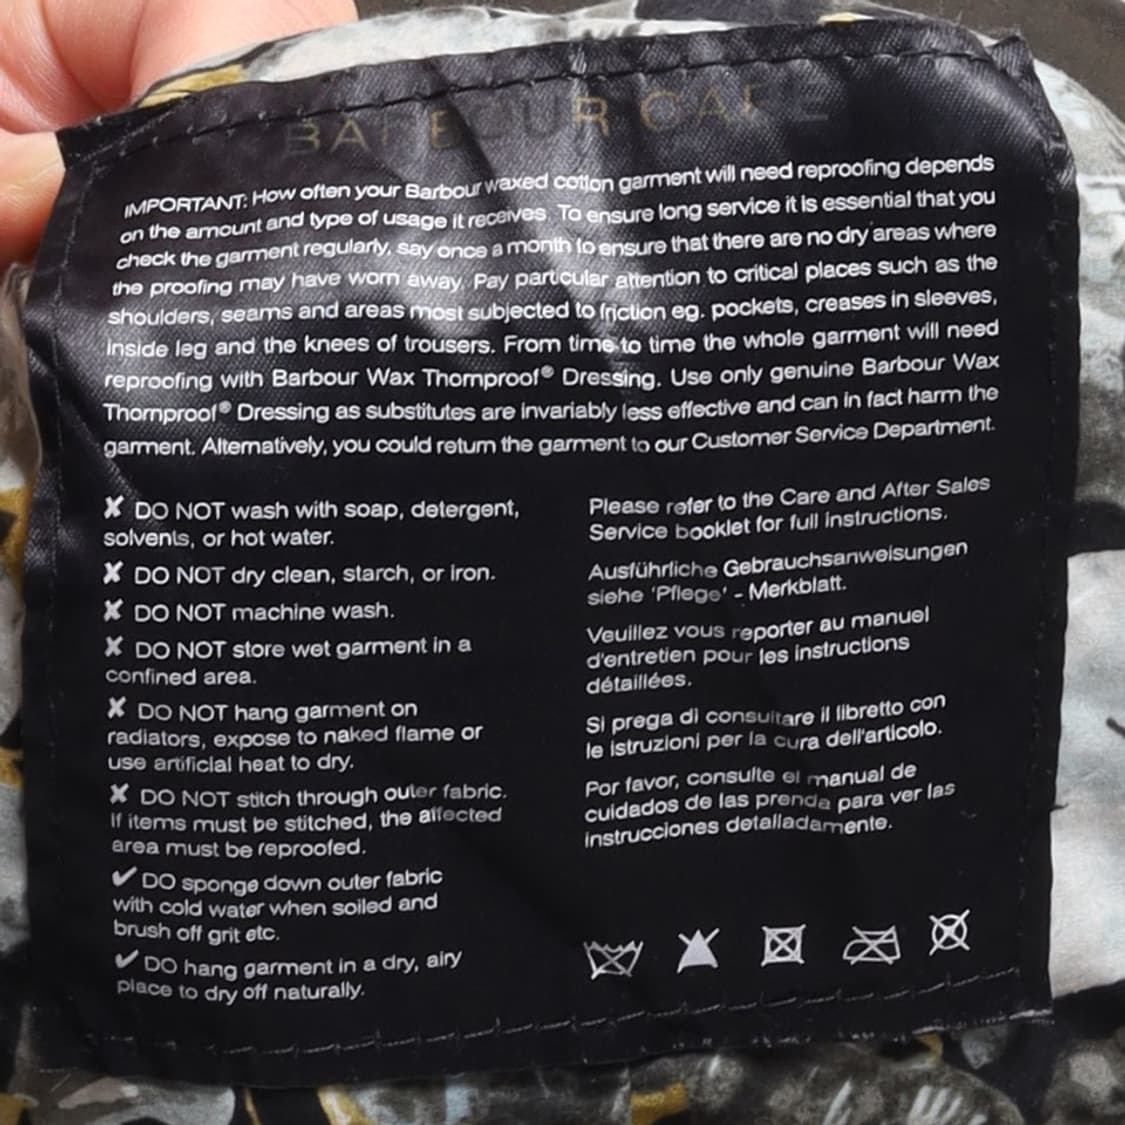 BARBOUR CARE
IMPORTANT: How often your Barbour waxed cotton garment will need reproofing depends
on the amount and type of usage it receives. To ensure long service it is essential that you
check the garment regularly, say once a month to ensure that there are no dry areas where
the proofing may have worn away. Pay particular attention to critical places such as the
shoulders, seams and areas most subjected to friction eg. pockets, creases in sleeves,
inside leg and the knees of trousers. From time to time the whole garment will need
reproofing with Barbour Wax Thornproof® Dressing. Use only genuine Barbour Wax
Thornproof® Dressing as substitutes are invariably less effective and can in fact harm the
garment. Alternatively, you could return the garment to our Customer Service Department.
✘ DO NOT wash with soap, detergent,
solvents, or hot water.
✘ DO NOT dry clean, starch, or iron.
✘ DO NOT machine wash.
✘ DO NOT store wet garment in a
confined area.
✘ DO NOT hang garment on
radiators, expose to naked flame or
use artificial heat to dry.
✘ DO NOT stitch through outer fabric.
If items must be stitched, the affected
area must be reproofed.
✔ DO sponge down outer fabric
with cold water when soiled and
brush off grit etc.
✔ DO hang garment in a dry, airy
place to dry off naturally.
Please refer to the Care and After Sales
Service booklet for full instructions.
Ausführliche Gebrauchsanweisungen
siehe 'Pflege' - Merkblatt.
Veuillez vous reporter au manuel
d'entretien pour les instructions
détaillées.
Si prega di consultare il libretto con
le istruzioni per la cura dell'articolo.
Por favor, consulte el manual de
cuidados de las prenda para ver las
instrucciones detalladamente.